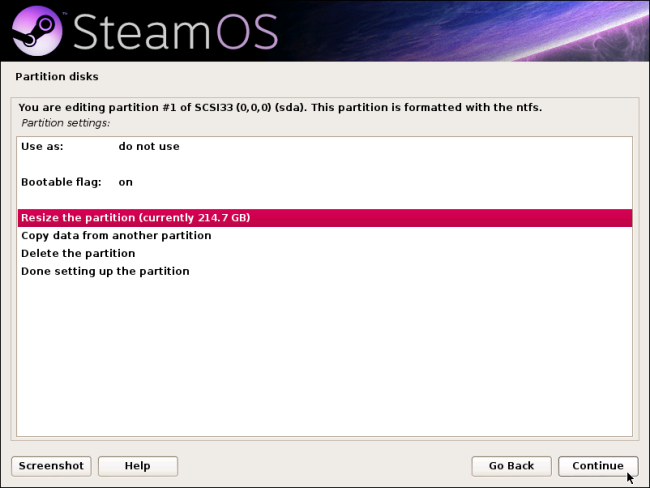 SteamOS™
Partition disks
You are editing partition #1 of SCSI33 (0,0,0) (sda). This partition is formatted with the ntfs.
Partition settings:
Use as: do not use
Bootable flag: on
Resize the partition (currently 214.7 GB)
Copy data from another partition
Delete the partition
Done setting up the partition
Screenshot Help Go Back Continue